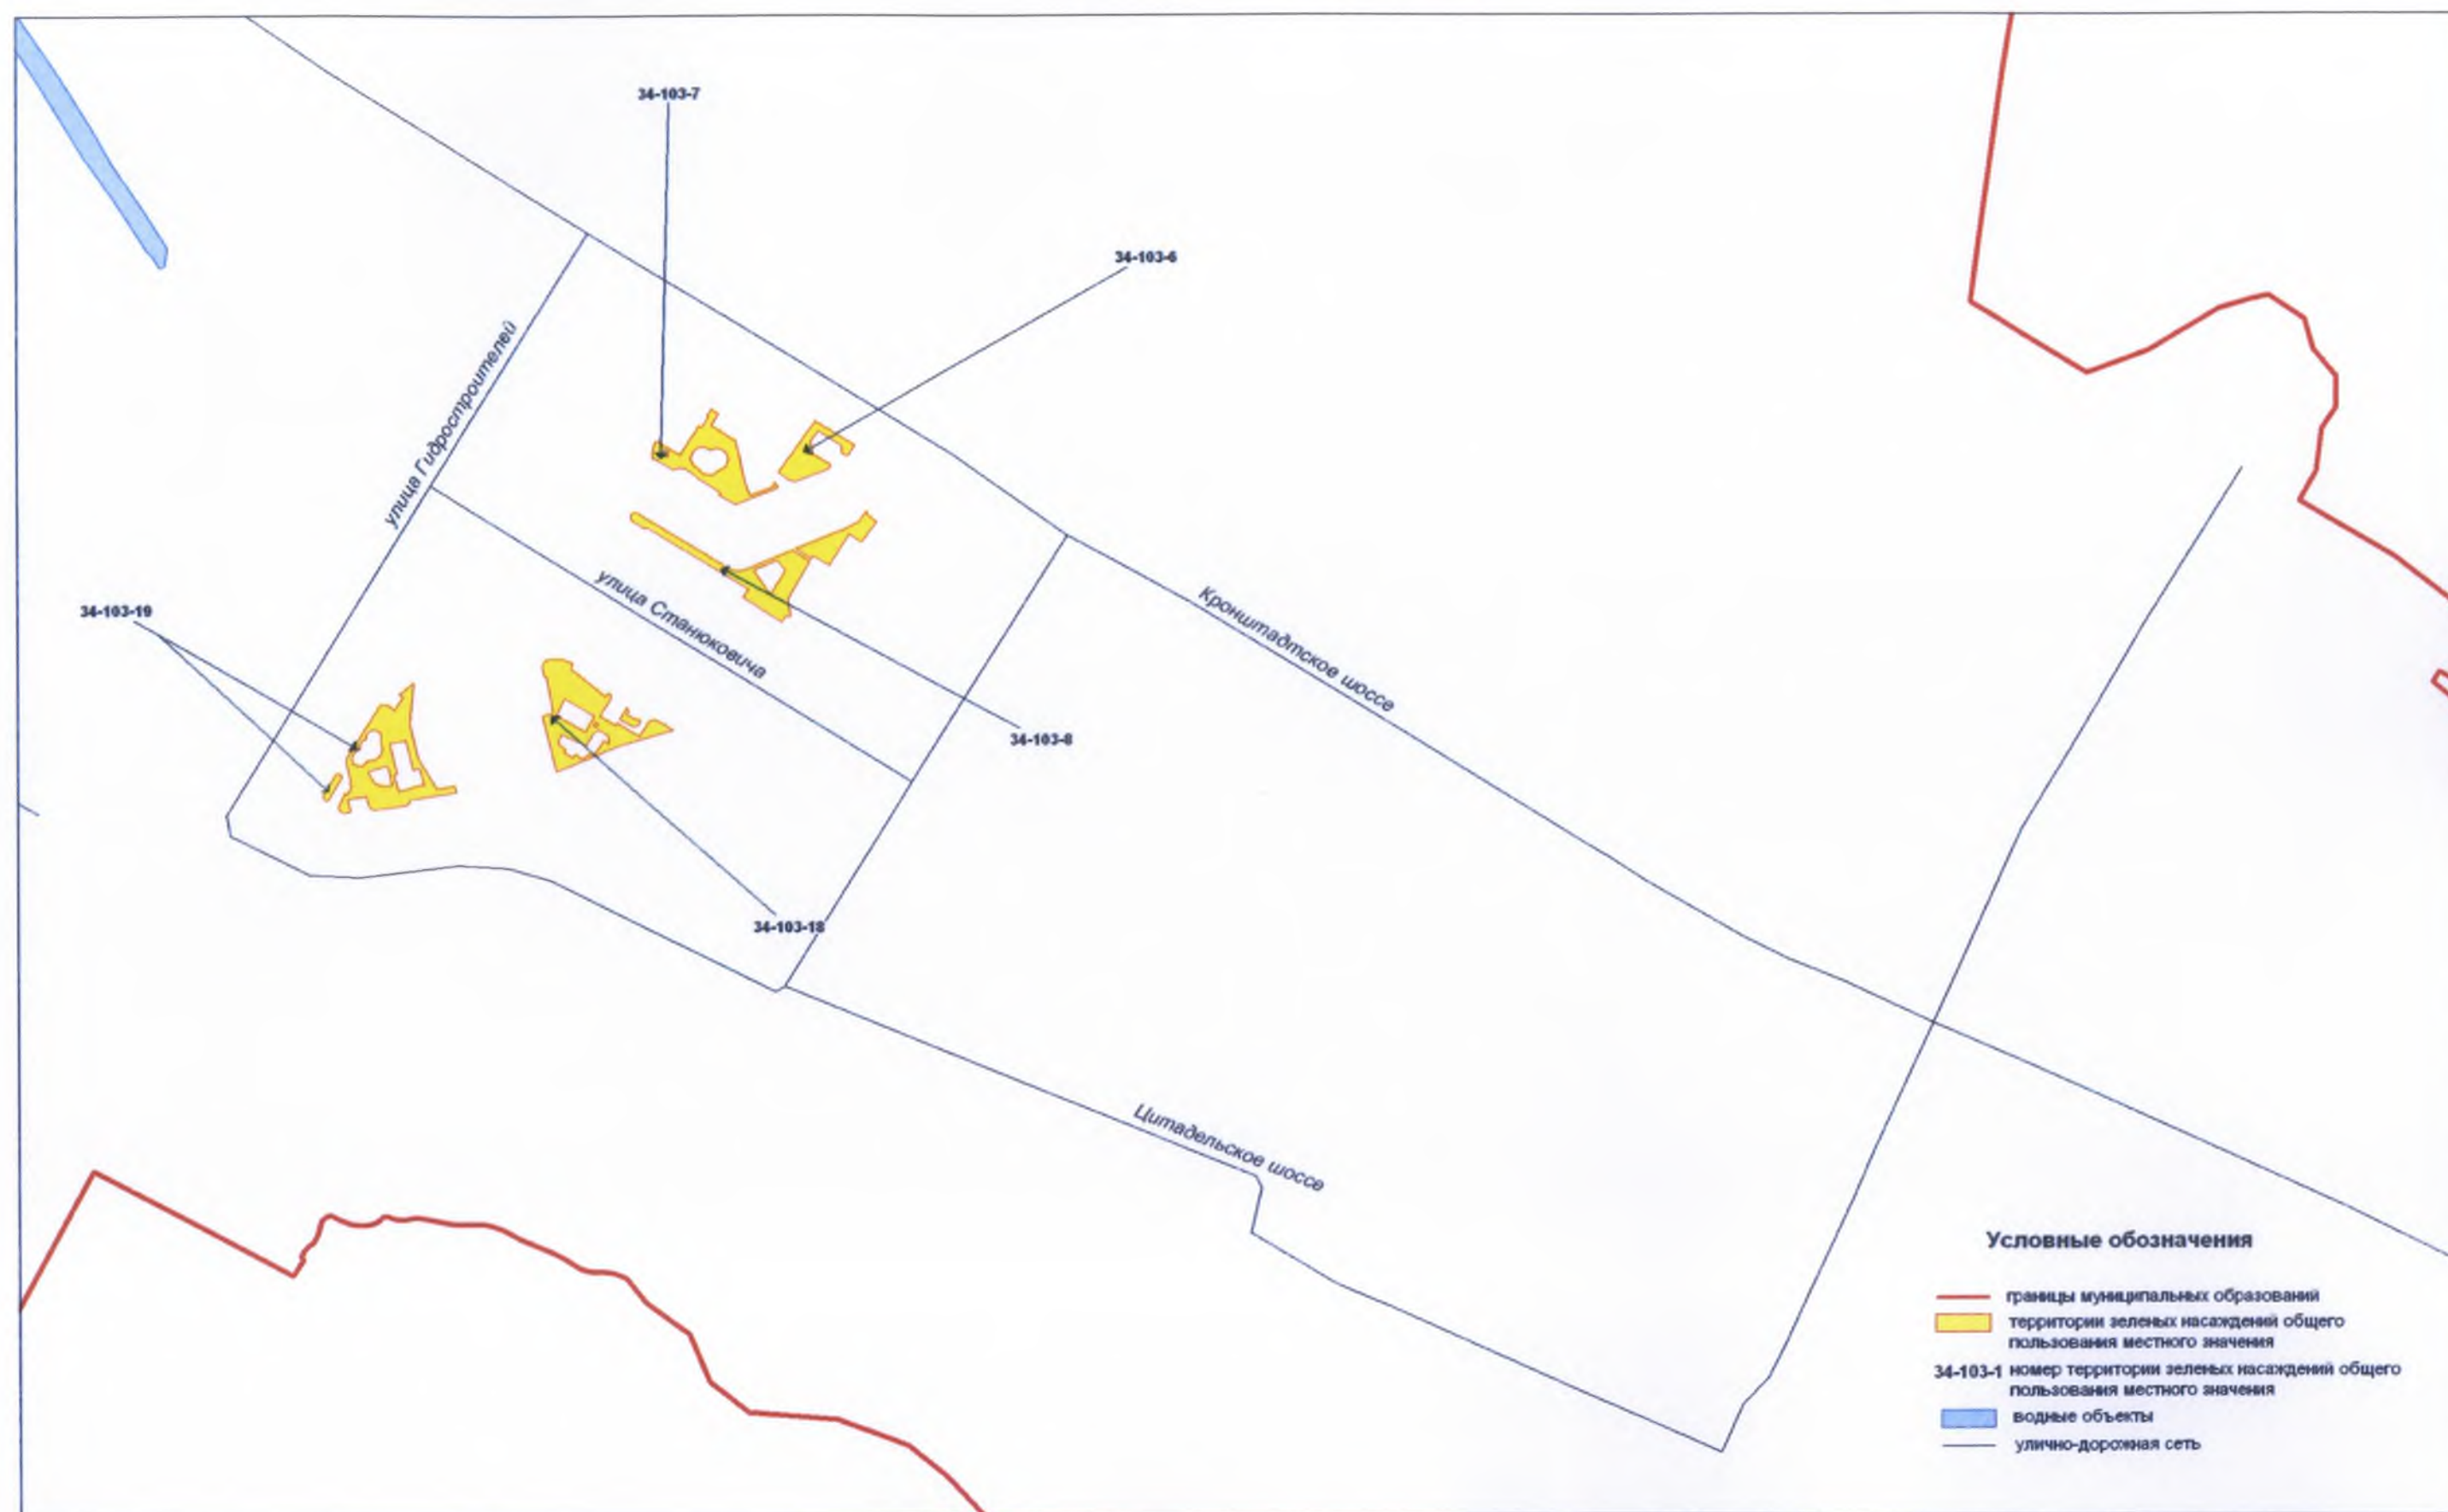 34-103-7
34-103-6
улица Гидростроителей
улица Станюковича
Кронштадтское шоссе
34-103-19
34-103-8
34-103-18
Цитадельское шоссе
Условные обозначения
границы муниципальных образований
территории зеленых насаждений общего
пользования местного значения
34-103-1 номер территории зеленых насаждений общего
пользования местного значения
водные объекты
улично-дорожная сеть